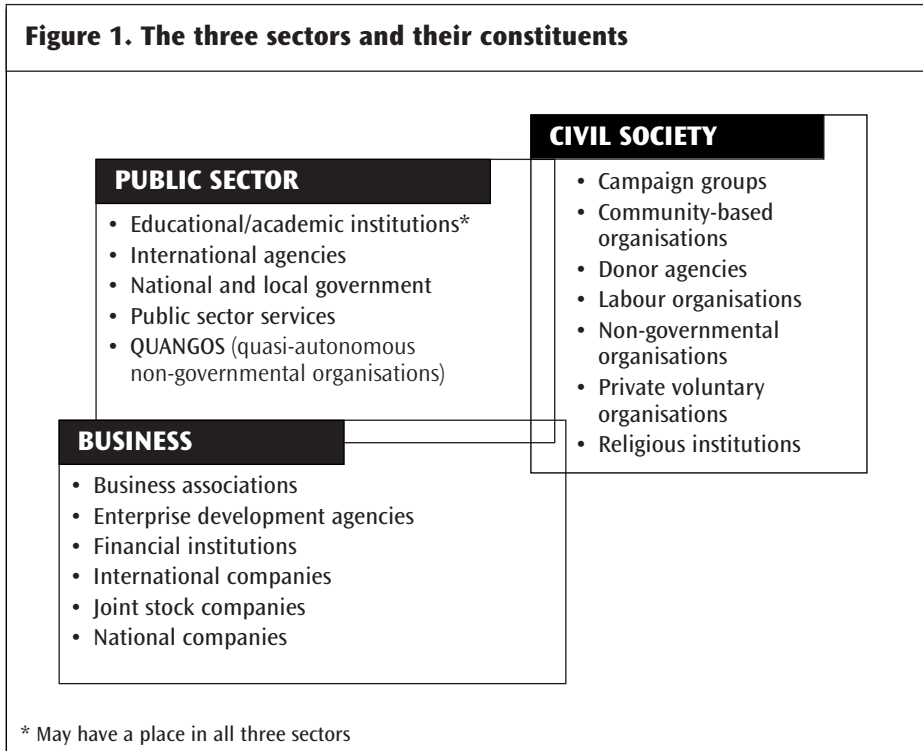 Figure 1. The three sectors and their constituents
PUBLIC SECTOR
• Educational/academic institutions*
• International agencies
• National and local government
• Public sector services
• QUANGOS (quasi-autonomous
non-governmental organisations)
CIVIL SOCIETY
• Campaign groups
• Community-based
organisations
• Donor agencies
• Labour organisations
• Non-governmental
organisations
• Private voluntary
organisations
• Religious institutions
BUSINESS
• Business associations
• Enterprise development agencies
• Financial institutions
• International companies
• Joint stock companies
• National companies
* May have a place in all three sectors